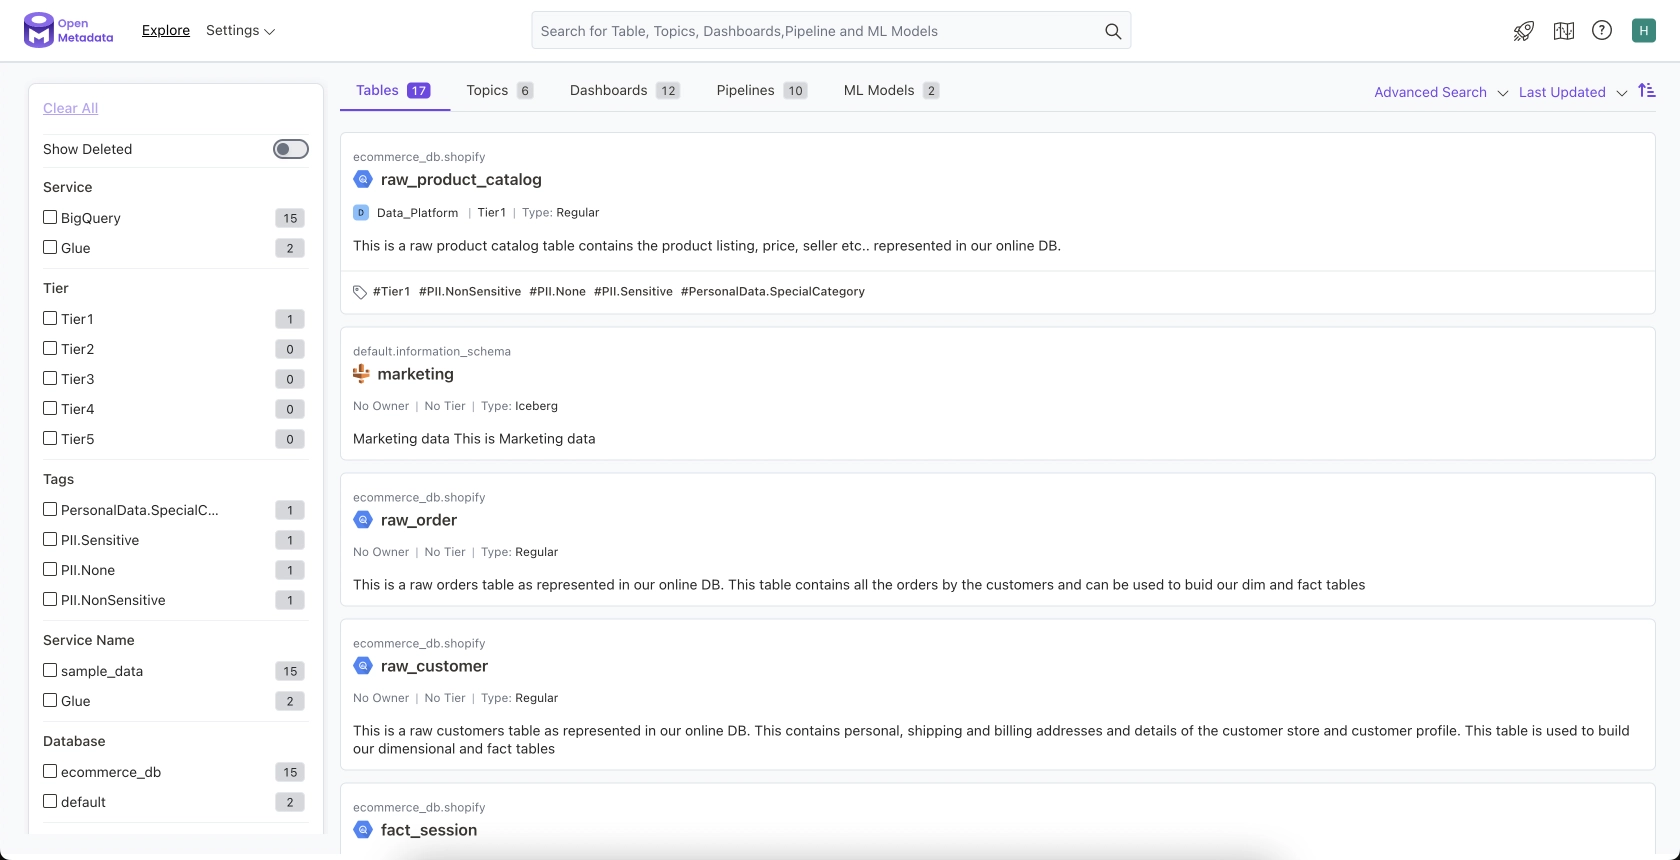 Open
Metadata
Explore
Settings
Search for Table, Topics, Dashboards,Pipeline and ML Models
?
H
Clear All
Show Deleted
Service
BigQuery 15
Glue 2
Tier
Tier1 1
Tier2 0
Tier3 0
Tier4 0
Tier5 0
Tags
PersonalData.SpecialC... 1
PII.Sensitive 1
PII.None 1
PII.NonSensitive 1
Service Name
sample_data 15
Glue 2
Database
ecommerce_db 15
default 2
Tables 17
Topics 6
Dashboards 12
Pipelines 10
ML Models 2
Advanced Search
Last Updated
ecommerce_db.shopify
raw_product_catalog
D Data_Platform | Tier1 | Type: Regular
This is a raw product catalog table contains the product listing, price, seller etc.. represented in our online DB.
#Tier1 #PII.NonSensitive #PII.None #PII.Sensitive #PersonalData.SpecialCategory
default.information_schema
marketing
No Owner | No Tier | Type: Iceberg
Marketing data This is Marketing data
ecommerce_db.shopify
raw_order
No Owner | No Tier | Type: Regular
This is a raw orders table as represented in our online DB. This table contains all the orders by the customers and can be used to buid our dim and fact tables
ecommerce_db.shopify
raw_customer
No Owner | No Tier | Type: Regular
This is a raw customers table as represented in our online DB. This contains personal, shipping and billing addresses and details of the customer store and customer profile. This table is used to build
our dimensional and fact tables
ecommerce_db.shopify
fact_session